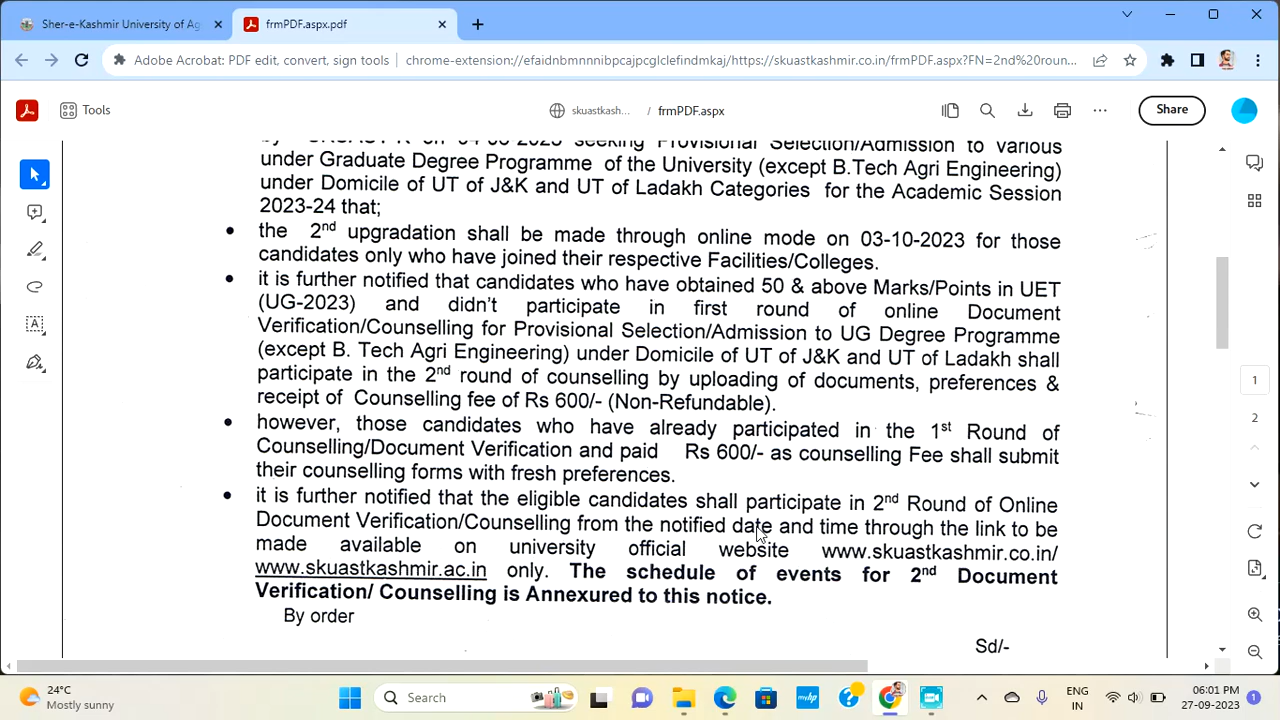 Sher-e-Kashmir University of Ag
frmPDF.aspx.pdf
Adobe Acrobat: PDF edit, convert, sign tools
chrome-extension://efaidnbmnnnibpcajpcglclefindmkaj/https://skuastkashmir.co.in/frmPDF.aspx?FN=2nd%20roun...
Tools
skuastkash...
/ frmPDF.aspx
Share
2023 seeking Provisional Selection/Admission to various
under Graduate Degree Programme of the University (except B.Tech Agri Engineering)
under Domicile of UT of J&K and UT of Ladakh Categories for the Academic Session
2023-24 that;
• the 2nd upgradation shall be made through online mode on 03-10-2023 for those
candidates only who have joined their respective Facilities/Colleges.
• it is further notified that candidates who have obtained 50 & above Marks/Points in UET
(UG-2023) and didn't participate in first round of online Document
Verification/Counselling for Provisional Selection/Admission to UG Degree Programme
(except B. Tech Agri Engineering) under Domicile of UT of J&K and UT of Ladakh shall
participate in the 2nd round of counselling by uploading of documents, preferences &
receipt of Counselling fee of Rs 600/- (Non-Refundable).
• however, those candidates who have already participated in the 1st Round of
Counselling/Document Verification and paid Rs 600/- as counselling Fee shall submit
their counselling forms with fresh preferences.
• it is further notified that the eligible candidates shall participate in 2nd Round of Online
Document Verification/Counselling from the notified date and time through the link to be
made available on university official website www.skuastkashmir.co.in/
www.skuastkashmir.ac.in only. The schedule of events for 2nd Document
Verification/ Counselling is Annexured to this notice.
By order
Sd/-
1
2
24°C
Mostly sunny
Search
ENG
IN
06:01 PM
27-09-2023
1